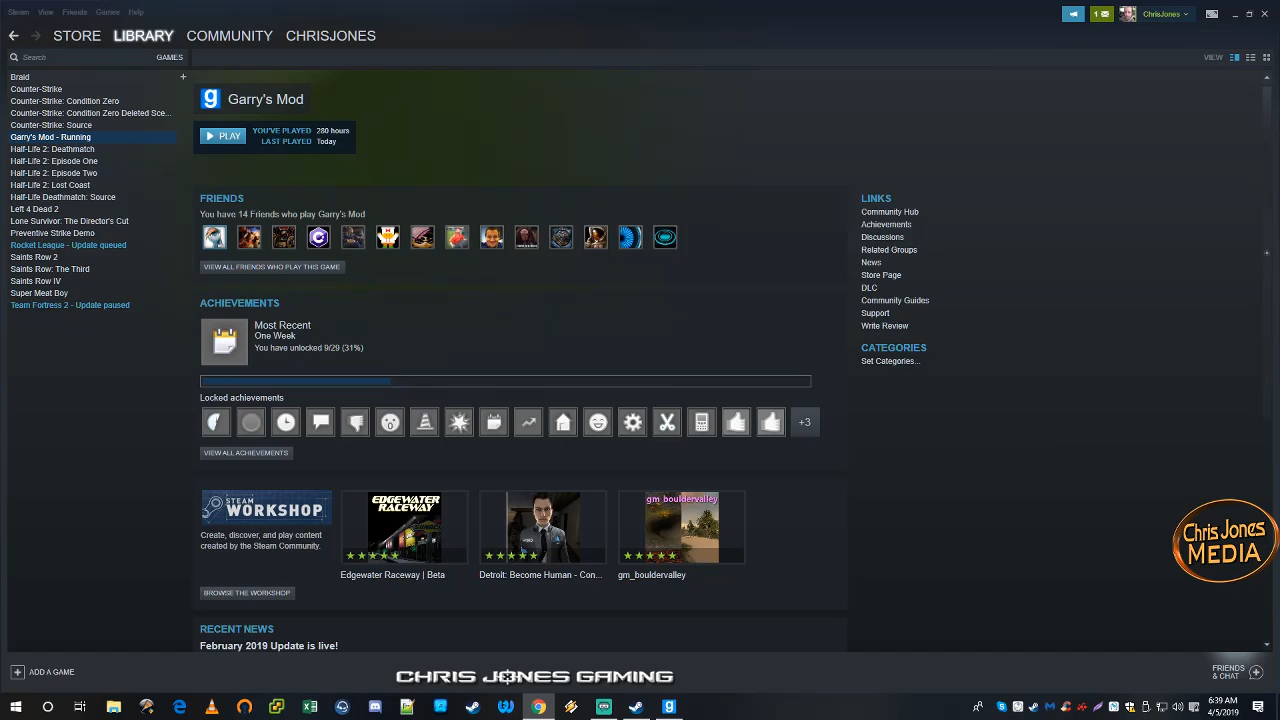 Steam View Friends Games Help
1 ChrisJones
STORE LIBRARY COMMUNITY CHRISJONES
Search GAMES VIEW
Braid
Counter-Strike
Counter-Strike: Condition Zero
Counter-Strike: Condition Zero Deleted Sce...
Counter-Strike: Source
Garry's Mod - Running
Half-Life 2: Deathmatch
Half-Life 2: Episode One
Half-Life 2: Episode Two
Half-Life 2: Lost Coast
Half-Life Deathmatch: Source
Left 4 Dead 2
Lone Survivor: The Director's Cut
Preventive Strike Demo
Rocket League - Update queued
Saints Row 2
Saints Row: The Third
Saints Row IV
Super Meat Boy
Team Fortress 2 - Update paused
g Garry's Mod
PLAY
YOU'VE PLAYED 280 hours
LAST PLAYED Today
FRIENDS
You have 14 Friends who play Garry's Mod
VIEW ALL FRIENDS WHO PLAY THIS GAME
ACHIEVEMENTS
Most Recent
One Week
You have unlocked 9/29 (31%)
Locked achievements
+3
VIEW ALL ACHIEVEMENTS
STEAM
WORKSHOP
Create, discover, and play content
created by the Steam Community.
BROWSE THE WORKSHOP
EDGEWATER
RACEWAY
Edgewater Raceway | Beta
Detroit: Become Human - Con...
gm_bouldervalley
gm_bouldervalley
RECENT NEWS
February 2019 Update is live!
LINKS
Community Hub
Achievements
Discussions
Related Groups
News
Store Page
DLC
Community Guides
Support
Write Review
CATEGORIES
Set Categories...
Chris Jones
MEDIA
ADD A GAME
CHRIS JONES GAMING
FRIENDS
& CHAT
6:39 AM
4/5/2019